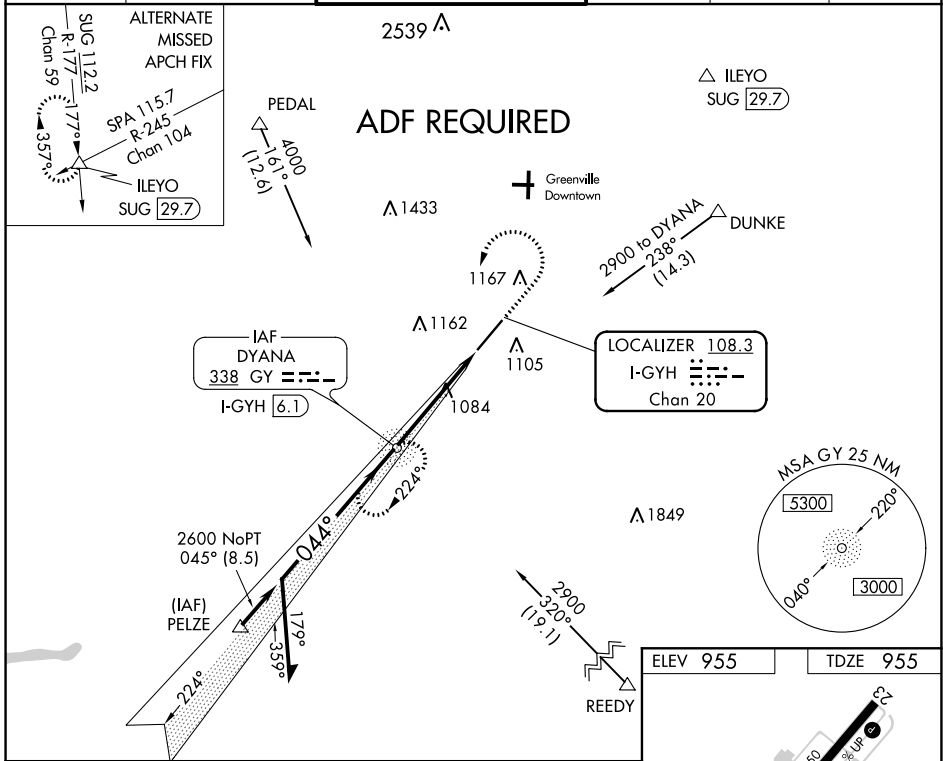 ALTERNATE
MISSED
APCH FIX
SUG 112.2
R-177
Chan 59
177°
357°
SPA 115.7
R-245
Chan 104
ILEYO
SUG 29.7
2539
ILEYO
SUG 29.7
PEDAL
4000
161°
(12.6)
ADF REQUIRED
Greenville
Downtown
1433
DUNKE
2900 to DYANA
238°
(14.3)
1167
1162
1105
IAF
DYANA
338 GY
I-GYH 6.1
LOCALIZER 108.3
I-GYH
Chan 20
1084
224°
044°
MSA GY 25 NM
5300
220°
040°
3000
1849
2600 NoPT
045° (8.5)
(IAF)
PELZE
179°
359°
224°
2900
320°
(19.1)
REEDY
ELEV 955
TDZE 955
23
% UP
P
50